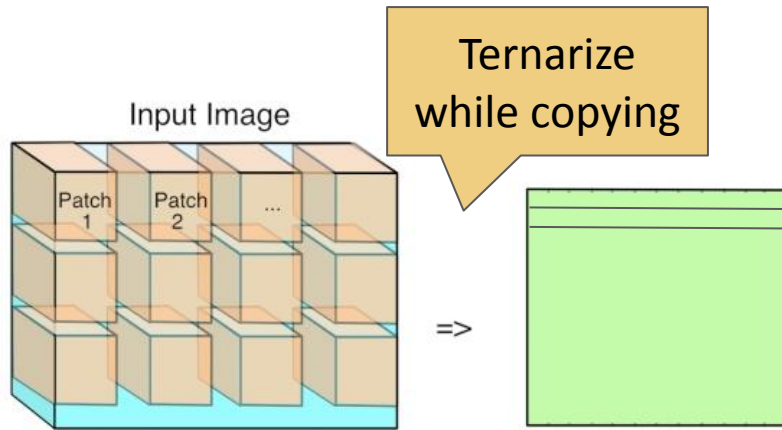 Ternarize
while copying
Input Image
Patch
1
Patch
2
...
=>